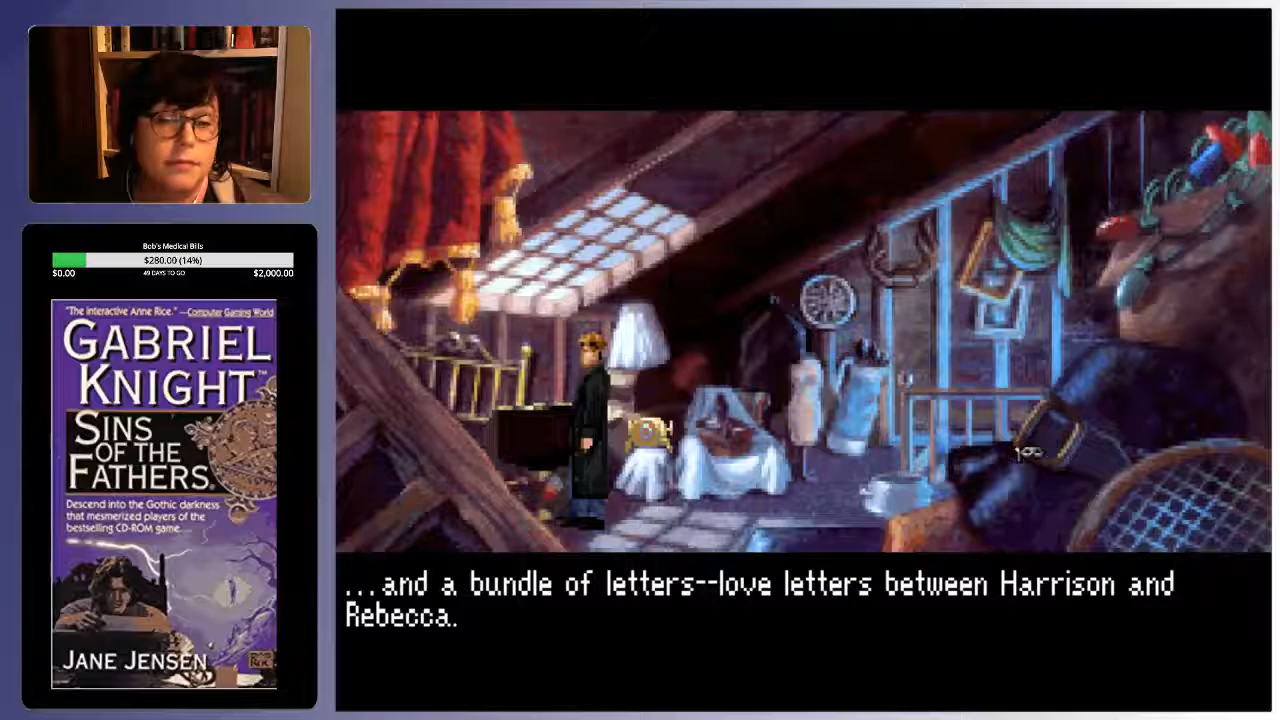 Bob's Medical Bills
$280.00 (14%)
$0.00
49 DAYS TO GO
$2,000.00
"The interactive Anne Rice." —Computer Gaming World
GABRIEL
KNIGHT™
SINS
OF THE
FATHERS
Descend into the Gothic darkness
that mesmerized players of the
bestselling CD-ROM game....
JANE JENSEN
ROC
...and a bundle of letters--love letters between Harrison and
Rebecca.